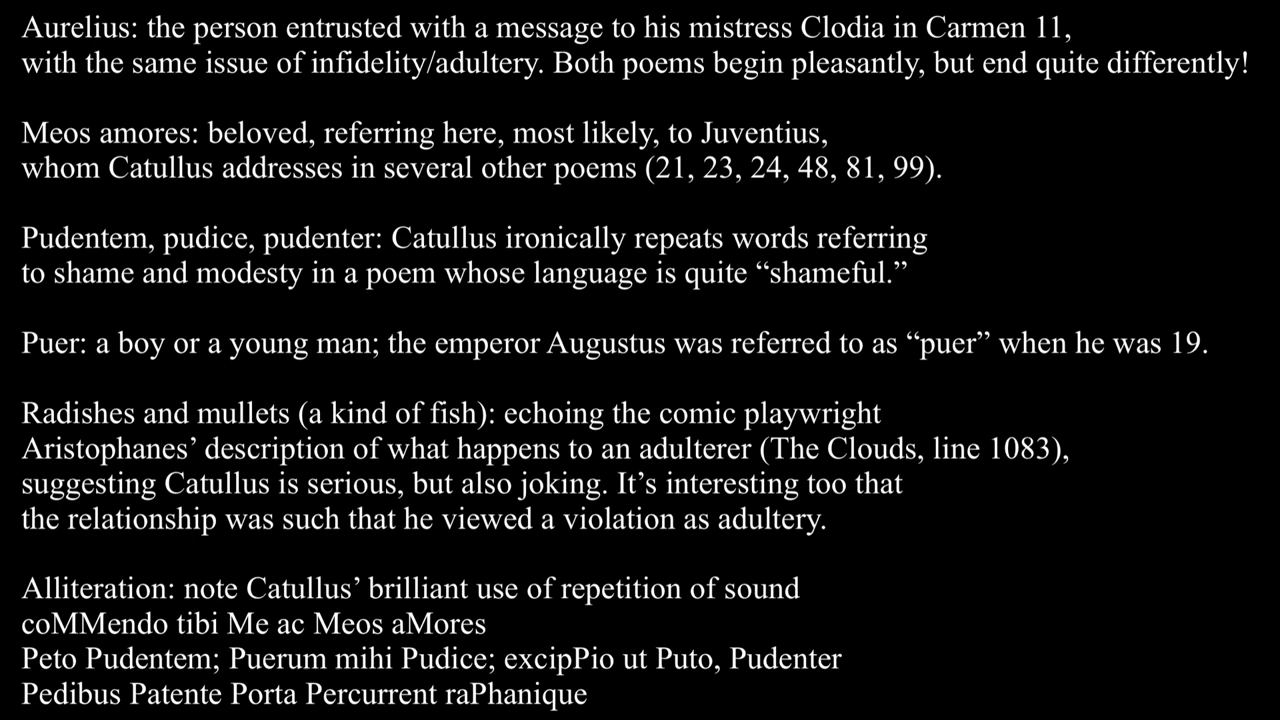 Aurelius: the person entrusted with a message to his mistress Clodia in Carmen 11,
with the same issue of infidelity/adultery. Both poems begin pleasantly, but end quite differently!
Meos amores: beloved, referring here, most likely, to Juventius,
whom Catullus addresses in several other poems (21, 23, 24, 48, 81, 99).
Pudentem, pudice, pudenter: Catullus ironically repeats words referring
to shame and modesty in a poem whose language is quite “shameful.”
Puer: a boy or a young man; the emperor Augustus was referred to as “puer” when he was 19.
Radishes and mullets (a kind of fish): echoing the comic playwright
Aristophanes’ description of what happens to an adulterer (The Clouds, line 1083),
suggesting Catullus is serious, but also joking. It’s interesting too that
the relationship was such that he viewed a violation as adultery.
Alliteration: note Catullus’ brilliant use of repetition of sound
coMMendo tibi Me ac Meos aMores
Peto Pudentem; Puerum mihi Pudice; excipPio ut Puto, Pudenter
Pedibus Patente Porta Percurrent raPhanique